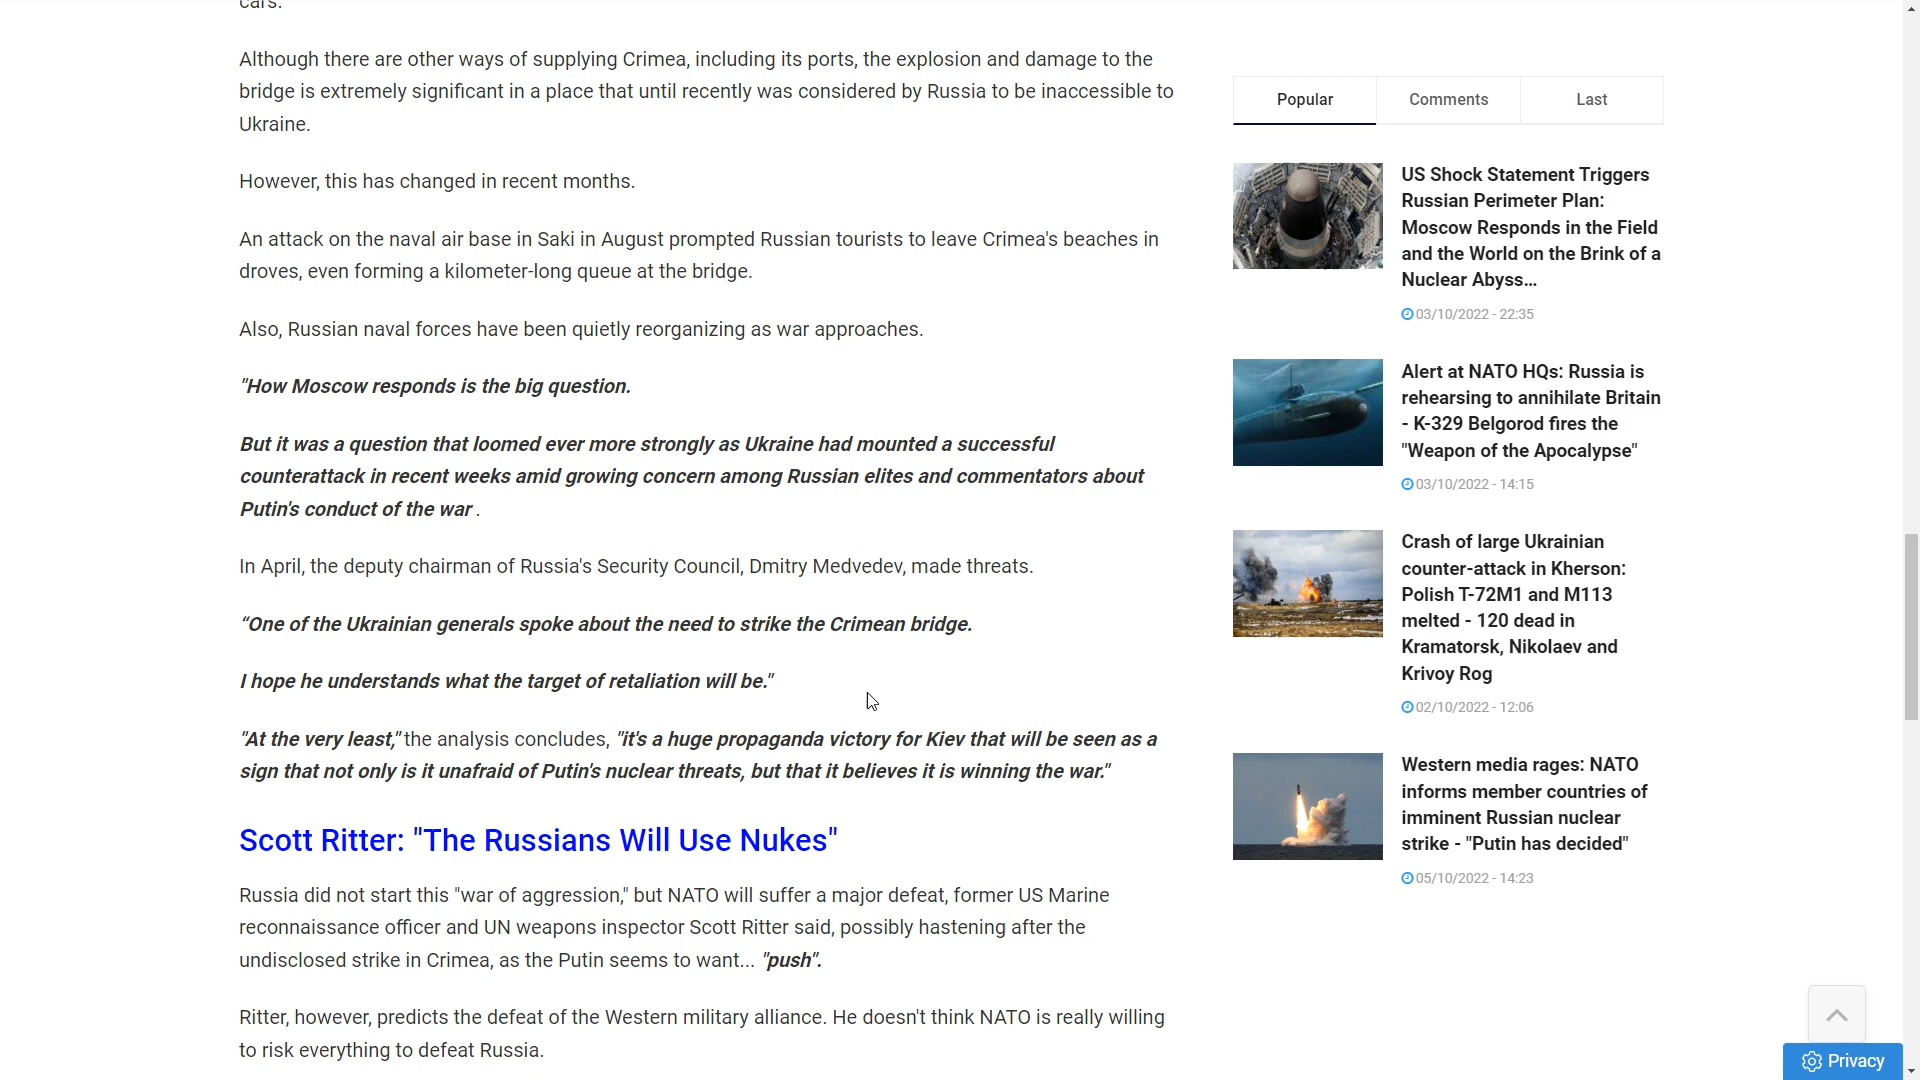 cars.
Although there are other ways of supplying Crimea, including its ports, the explosion and damage to the
bridge is extremely significant in a place that until recently was considered by Russia to be inaccessible to
Ukraine.
However, this has changed in recent months.
An attack on the naval air base in Saki in August prompted Russian tourists to leave Crimea's beaches in
droves, even forming a kilometer-long queue at the bridge.
Also, Russian naval forces have been quietly reorganizing as war approaches.
"How Moscow responds is the big question.
But it was a question that loomed ever more strongly as Ukraine had mounted a successful
counterattack in recent weeks amid growing concern among Russian elites and commentators about
Putin's conduct of the war .
In April, the deputy chairman of Russia's Security Council, Dmitry Medvedev, made threats.
“One of the Ukrainian generals spoke about the need to strike the Crimean bridge.
I hope he understands what the target of retaliation will be."
"At the very least," the analysis concludes, "it's a huge propaganda victory for Kiev that will be seen as a
sign that not only is it unafraid of Putin's nuclear threats, but that it believes it is winning the war."
Scott Ritter: "The Russians Will Use Nukes"
Russia did not start this "war of aggression," but NATO will suffer a major defeat, former US Marine
reconnaissance officer and UN weapons inspector Scott Ritter said, possibly hastening after the
undisclosed strike in Crimea, as the Putin seems to want... "push".
Ritter, however, predicts the defeat of the Western military alliance. He doesn't think NATO is really willing
to risk everything to defeat Russia.
Popular
Comments
Last
US Shock Statement Triggers
Russian Perimeter Plan:
Moscow Responds in the Field
and the World on the Brink of a
Nuclear Abyss...
03/10/2022 - 22:35
Alert at NATO HQs: Russia is
rehearsing to annihilate Britain
- K-329 Belgorod fires the
"Weapon of the Apocalypse"
03/10/2022 - 14:15
Crash of large Ukrainian
counter-attack in Kherson:
Polish T-72M1 and M113
melted - 120 dead in
Kramatorsk, Nikolaev and
Krivoy Rog
02/10/2022 - 12:06
Western media rages: NATO
informs member countries of
imminent Russian nuclear
strike - "Putin has decided"
05/10/2022 - 14:23
Privacy